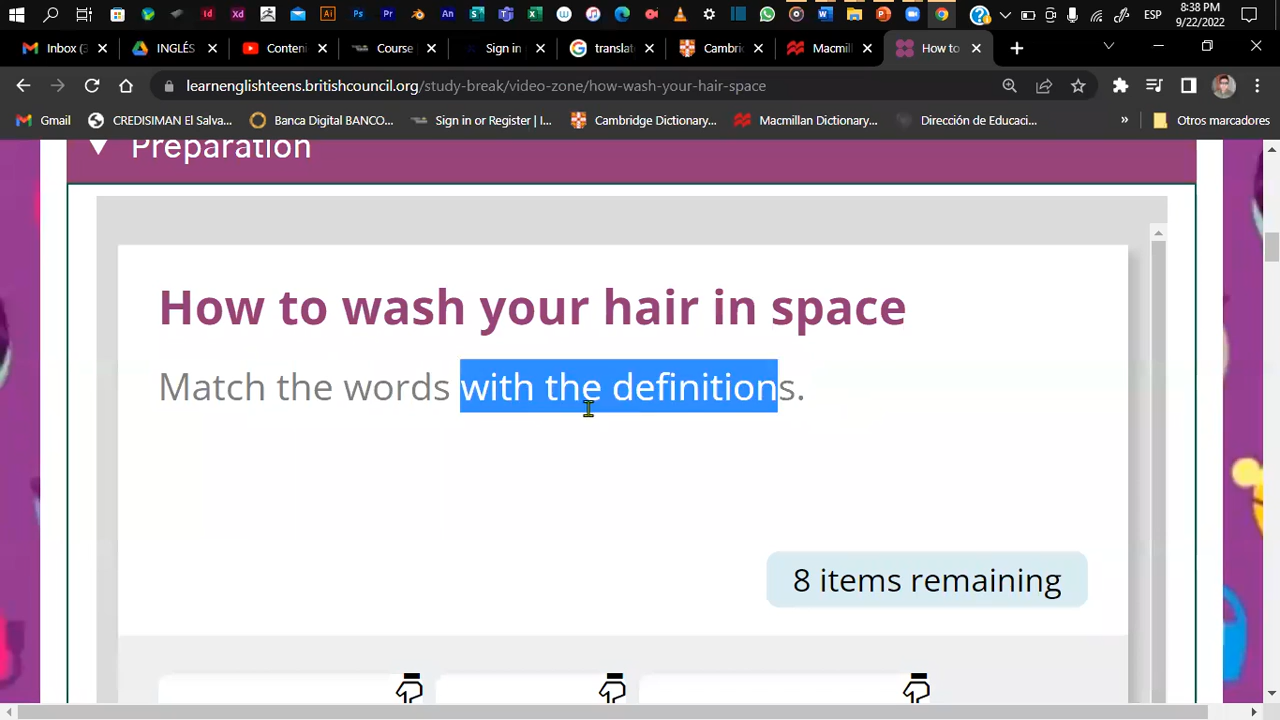 8:38 PM
ESP
9/22/2022
Inbox (3
INGLÉS
Conteni
Course
Sign in
translat
Cambri
Macmill
How to
learnenglishteens.britishcouncil.org/study-break/video-zone/how-wash-your-hair-space
Gmail
CREDISIMAN El Salva...
Banca Digital BANCO...
Sign in or Register | I...
Cambridge Dictionary...
Macmillan Dictionary...
Dirección de Educaci...
»
Otros marcadores
Preparation
How to wash your hair in space
Match the words with the definitions.
8 items remaining